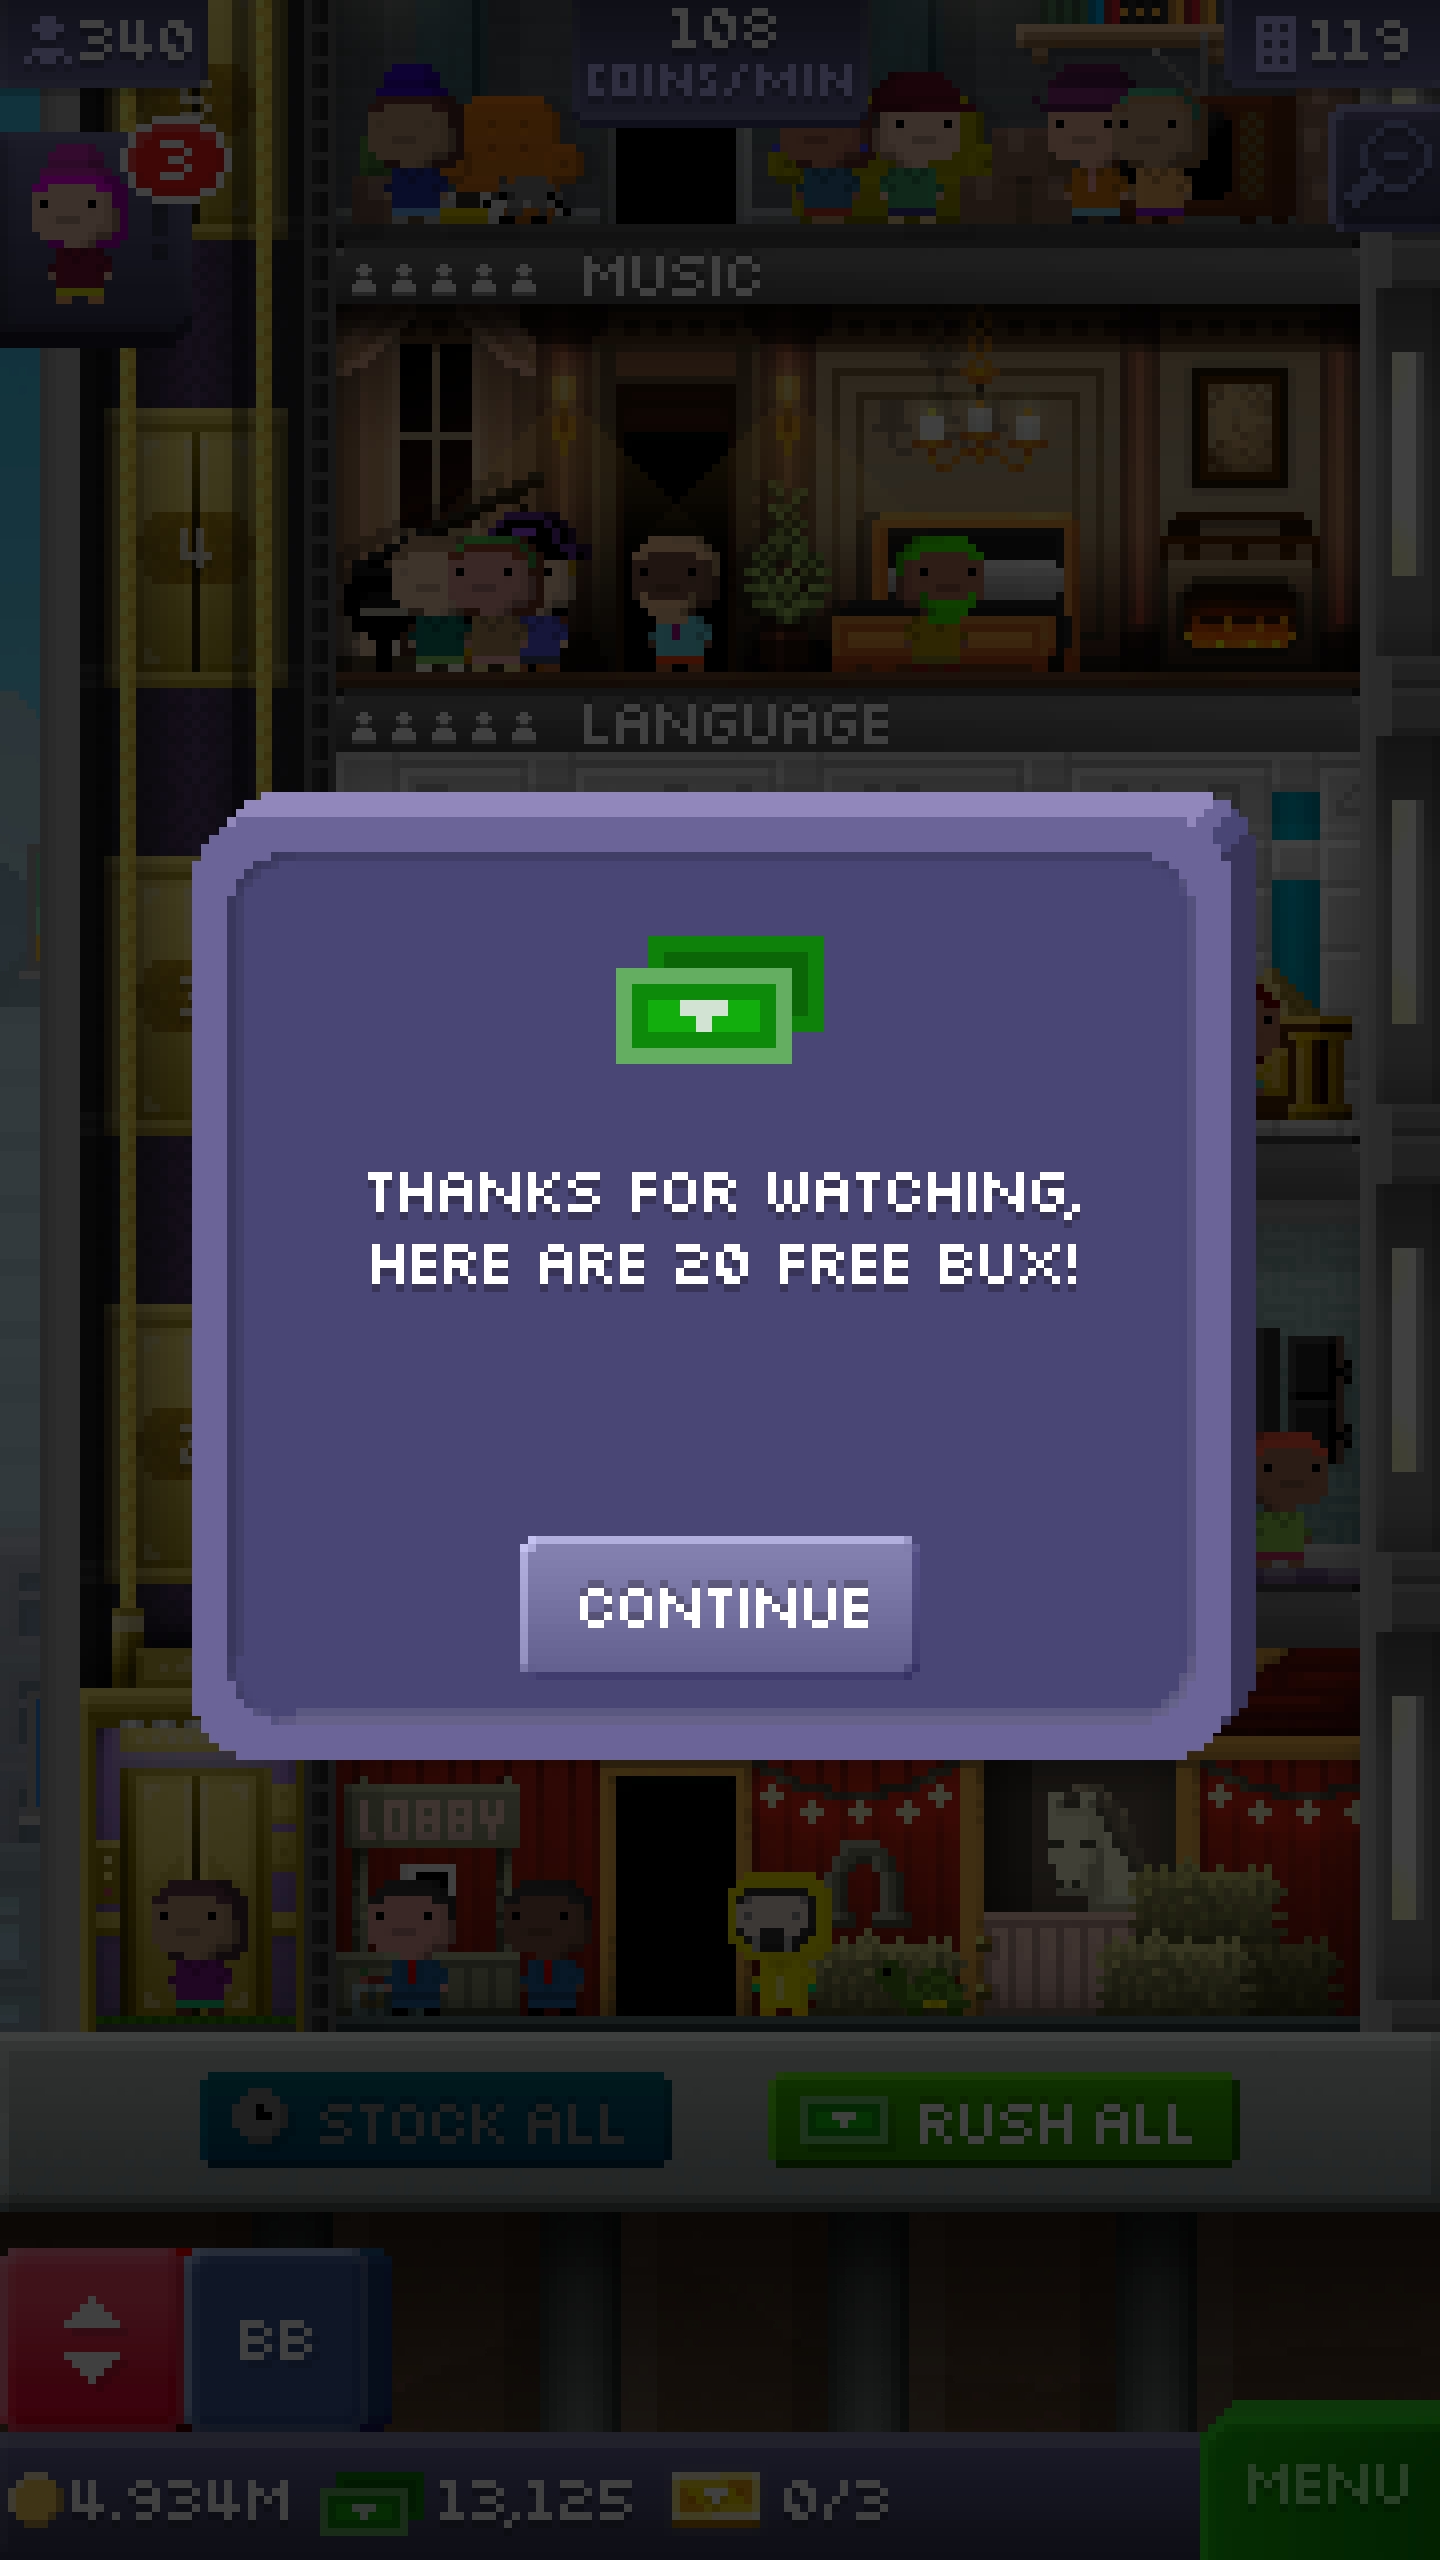 340
108
COINS/MIN
119
5
3
MUSIC
4
LANGUAGE
THANKS FOR WATCHING,
HERE ARE 20 FREE BUX!
CONTINUE
LOBBY
STOCK ALL
RUSH ALL
BB
4.934M
13,125
0/3
MENU